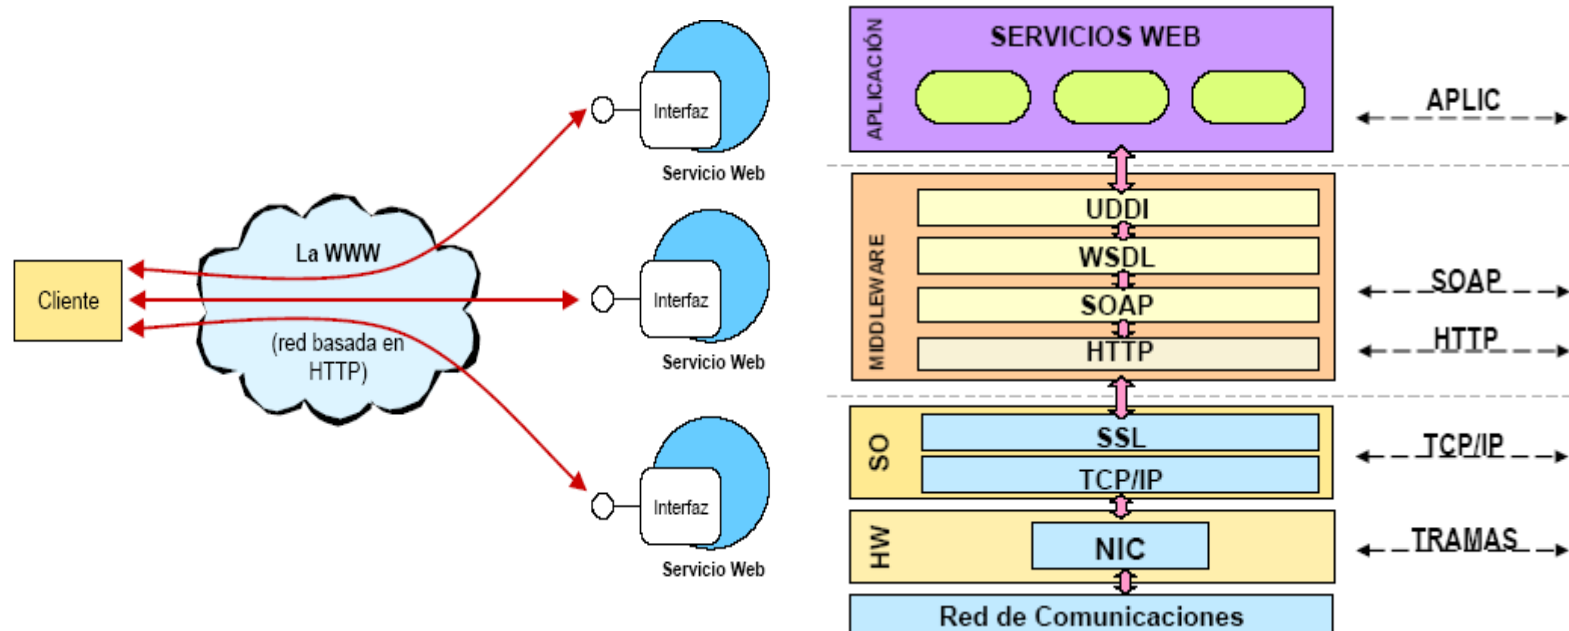 Interfaz
Servicio Web
La WWW
Cliente
(red basada en
HTTP)
Interfaz
Servicio Web
Interfaz
Servicio Web
APLICACIÓN
SERVICIOS WEB
APLIC
MIDDLEWARE
UDDI
WSDL
SOAP
HTTP
SOAP
HTTP
SO
SSL
TCP/IP
TCP/IP
HW
NIC
TRAMAS
Red de Comunicaciones